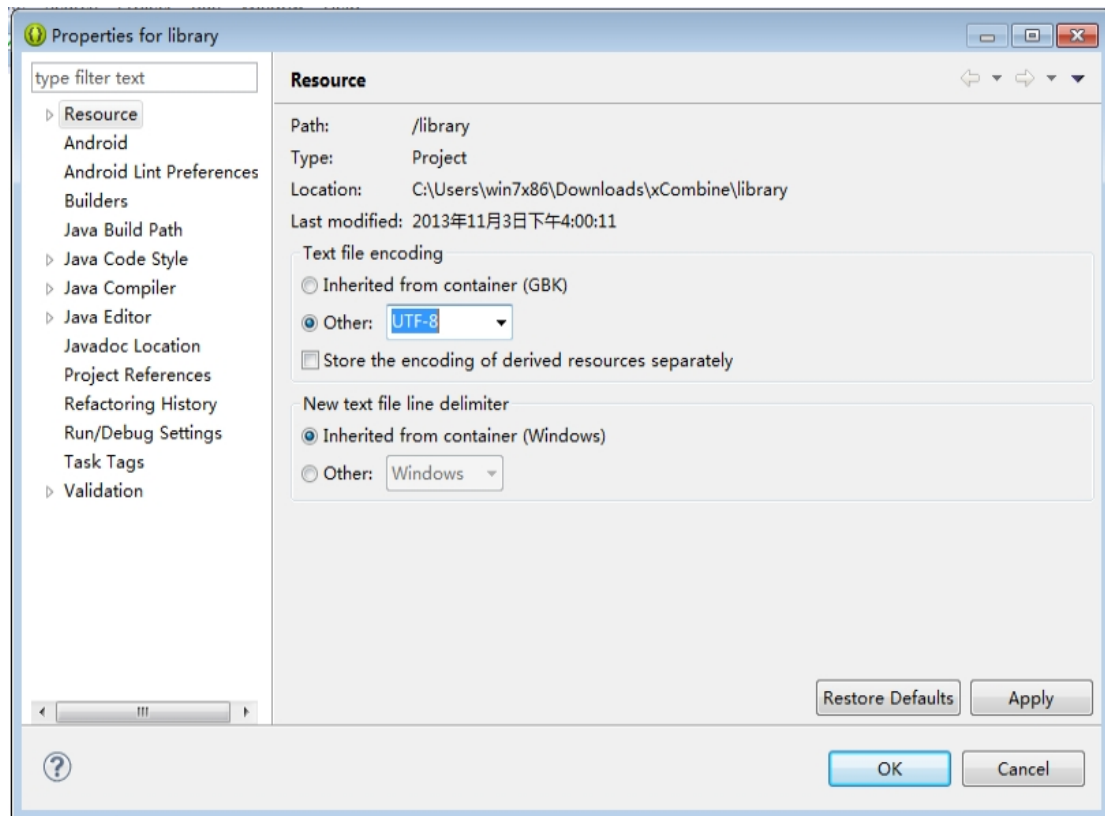 Properties for library
type filter text
Resource
Android
Android Lint Preferences
Builders
Java Build Path
Java Code Style
Java Compiler
Java Editor
Javadoc Location
Project References
Refactoring History
Run/Debug Settings
Task Tags
Validation
Resource
Path: /library
Type: Project
Location: C:\Users\win7x86\Downloads\xCombine\library
Last modified: 2013年11月3日下午4:00:11
Text file encoding
Inherited from container (GBK)
Other: UTF-8
Store the encoding of derived resources separately
New text file line delimiter
Inherited from container (Windows)
Other: Windows
Restore Defaults Apply
OK Cancel